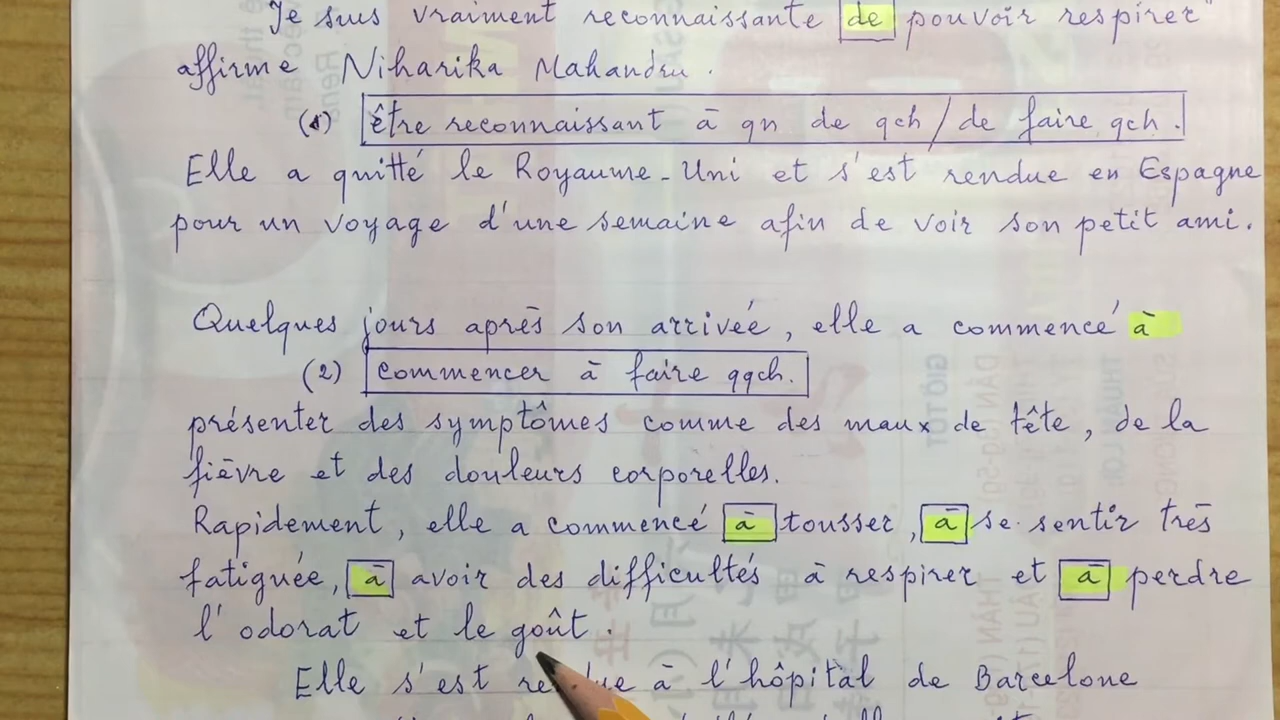 Je suis vraiment reconnaissante de pouvoir respirer"
affirme Niharika Mahandru.
(1) être reconnaissant à qn de qch / de faire qch.
Elle a quitté le Royaume-Uni et s'est rendue en Espagne
pour un voyage d'une semaine afin de voir son petit ami.
Quelques jours après son arrivée, elle a commencé à
(2) commencer à faire qqch.
présenter des symptômes comme des maux de tête, de la
fièvre et des douleurs corporelles.
Rapidement, elle a commencé à tousser, à se sentir très
fatiguée, à avoir des difficultés à respirer et à perdre
l'odorat et le goût.
Elle s'est rendue à l'hôpital de Barcelone